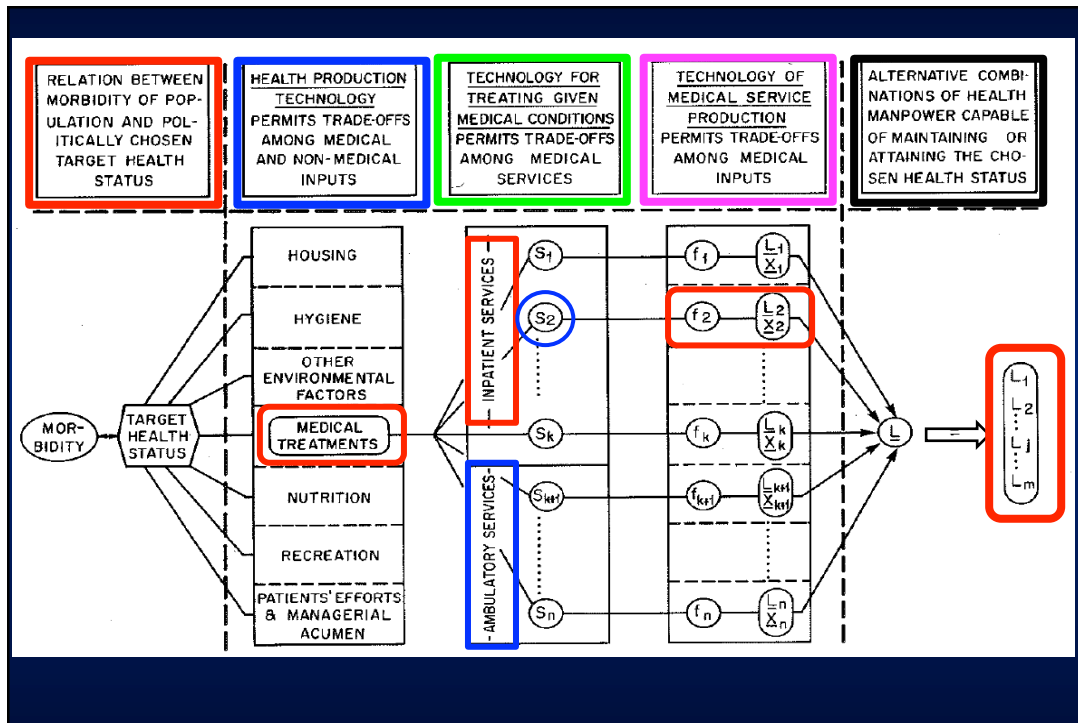 RELATION BETWEEN
MORBIDITY OF POP-
ULATION AND POL-
ITICALLY CHOSEN
TARGET HEALTH
STATUS
HEALTH PRODUCTION
TECHNOLOGY
PERMITS TRADE-OFFS
AMONG MEDICAL
AND NON-MEDICAL
INPUTS
TECHNOLOGY FOR
TREATING GIVEN
MEDICAL CONDITIONS
PERMITS TRADE-OFFS
AMONG MEDICAL
SERVICES
TECHNOLOGY OF
MEDICAL SERVICE
PRODUCTION
PERMITS TRADE-OFFS
AMONG MEDICAL
INPUTS
ALTERNATIVE COMBI-
NATIONS OF HEALTH
MANPOWER CAPABLE
OF MAINTAINING OR
ATTAINING THE CHO-
SEN HEALTH STATUS
MOR-
BIDITY
TARGET
HEALTH
STATUS
HOUSING
HYGIENE
OTHER
ENVIRONMENTAL
FACTORS
MEDICAL
TREATMENTS
NUTRITION
RECREATION
PATIENTS' EFFORTS
& MANAGERIAL
ACUMEN
INPATIENT SERVICES
AMBULATORY SERVICES
S1
S2
Sk
Sk+1
Sn
f1
f2
fk
fk+1
fn
L1
X1
L2
X2
Lk
Xk
Lk+1
Xk+1
Ln
Xn
L
=
L1
L2
Lj
Lm